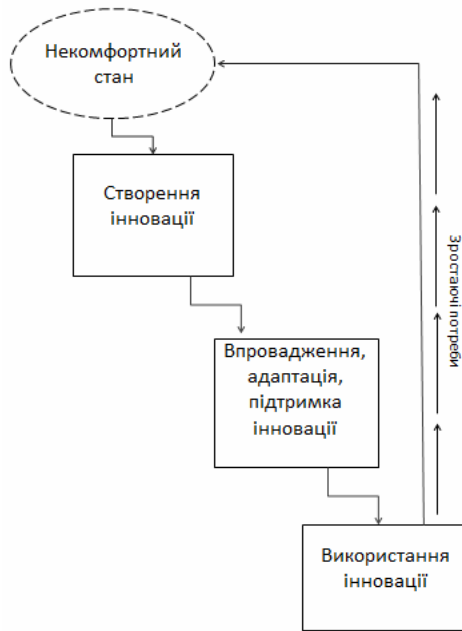 Некомфортний
стан
Створення
інновації
Впровадження,
адаптація,
підтримка
інновації
Використання
інновації
Зростаючі потреби